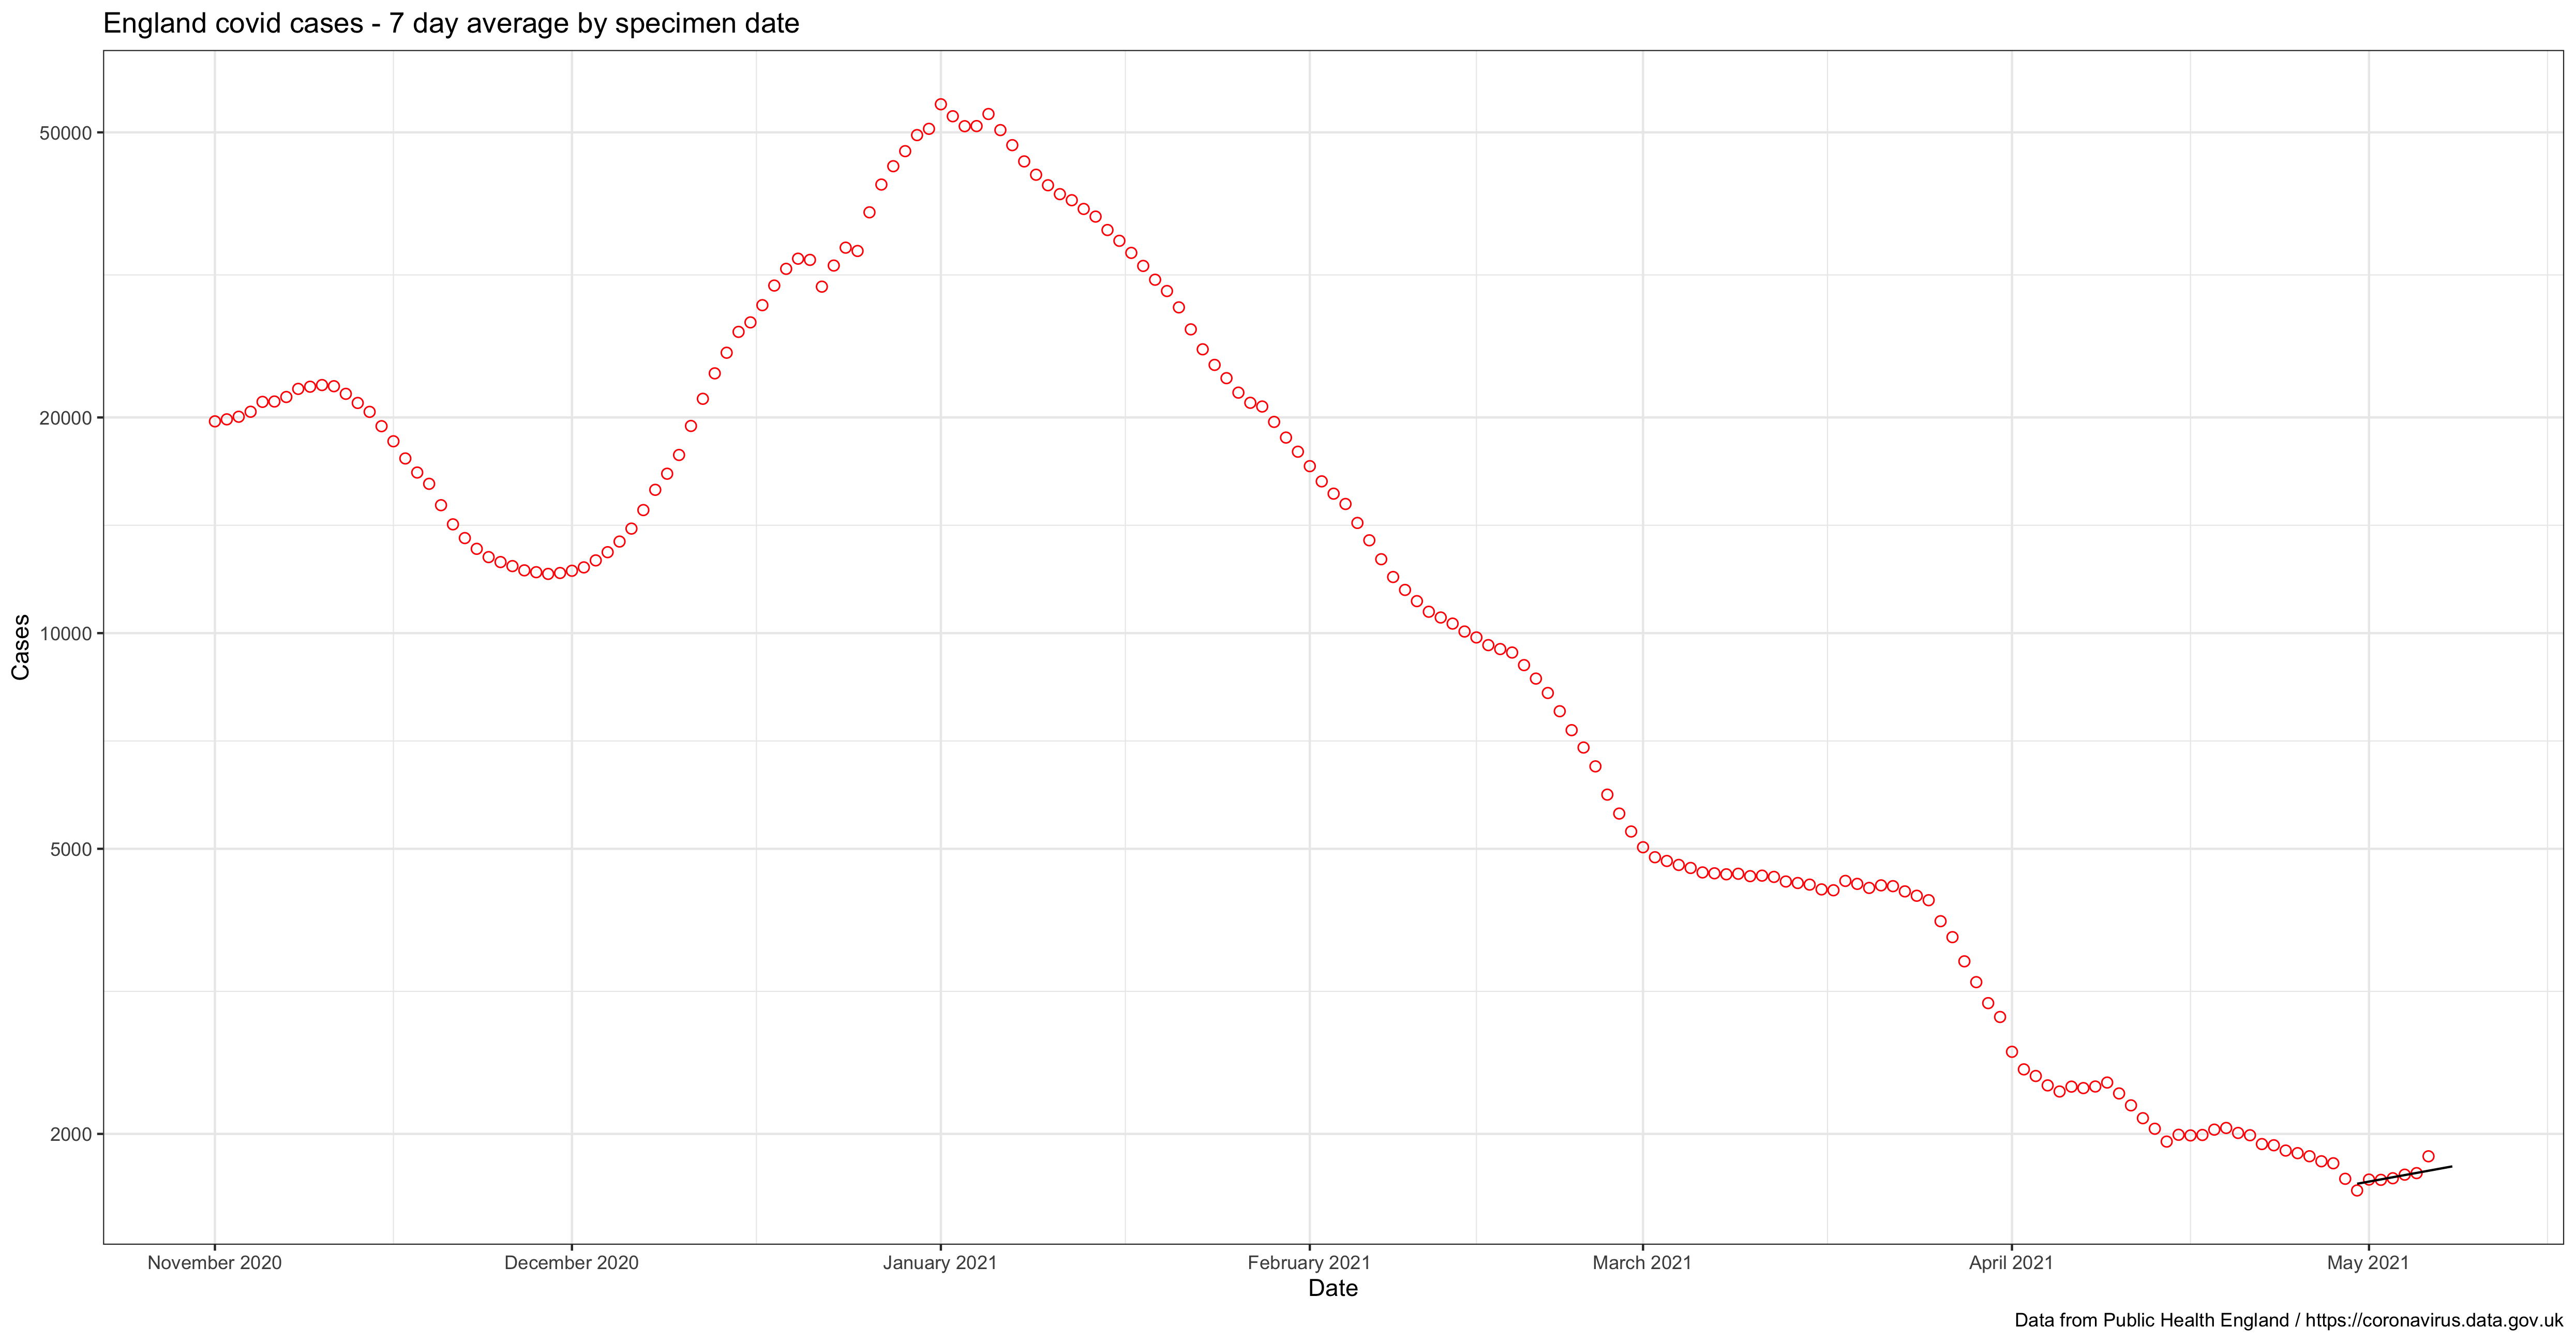 England covid cases - 7 day average by specimen date
50000
20000
10000
5000
2000
Cases
November 2020
December 2020
January 2021
February 2021
March 2021
April 2021
May 2021
Date
Data from Public Health England / https://coronavirus.data.gov.uk